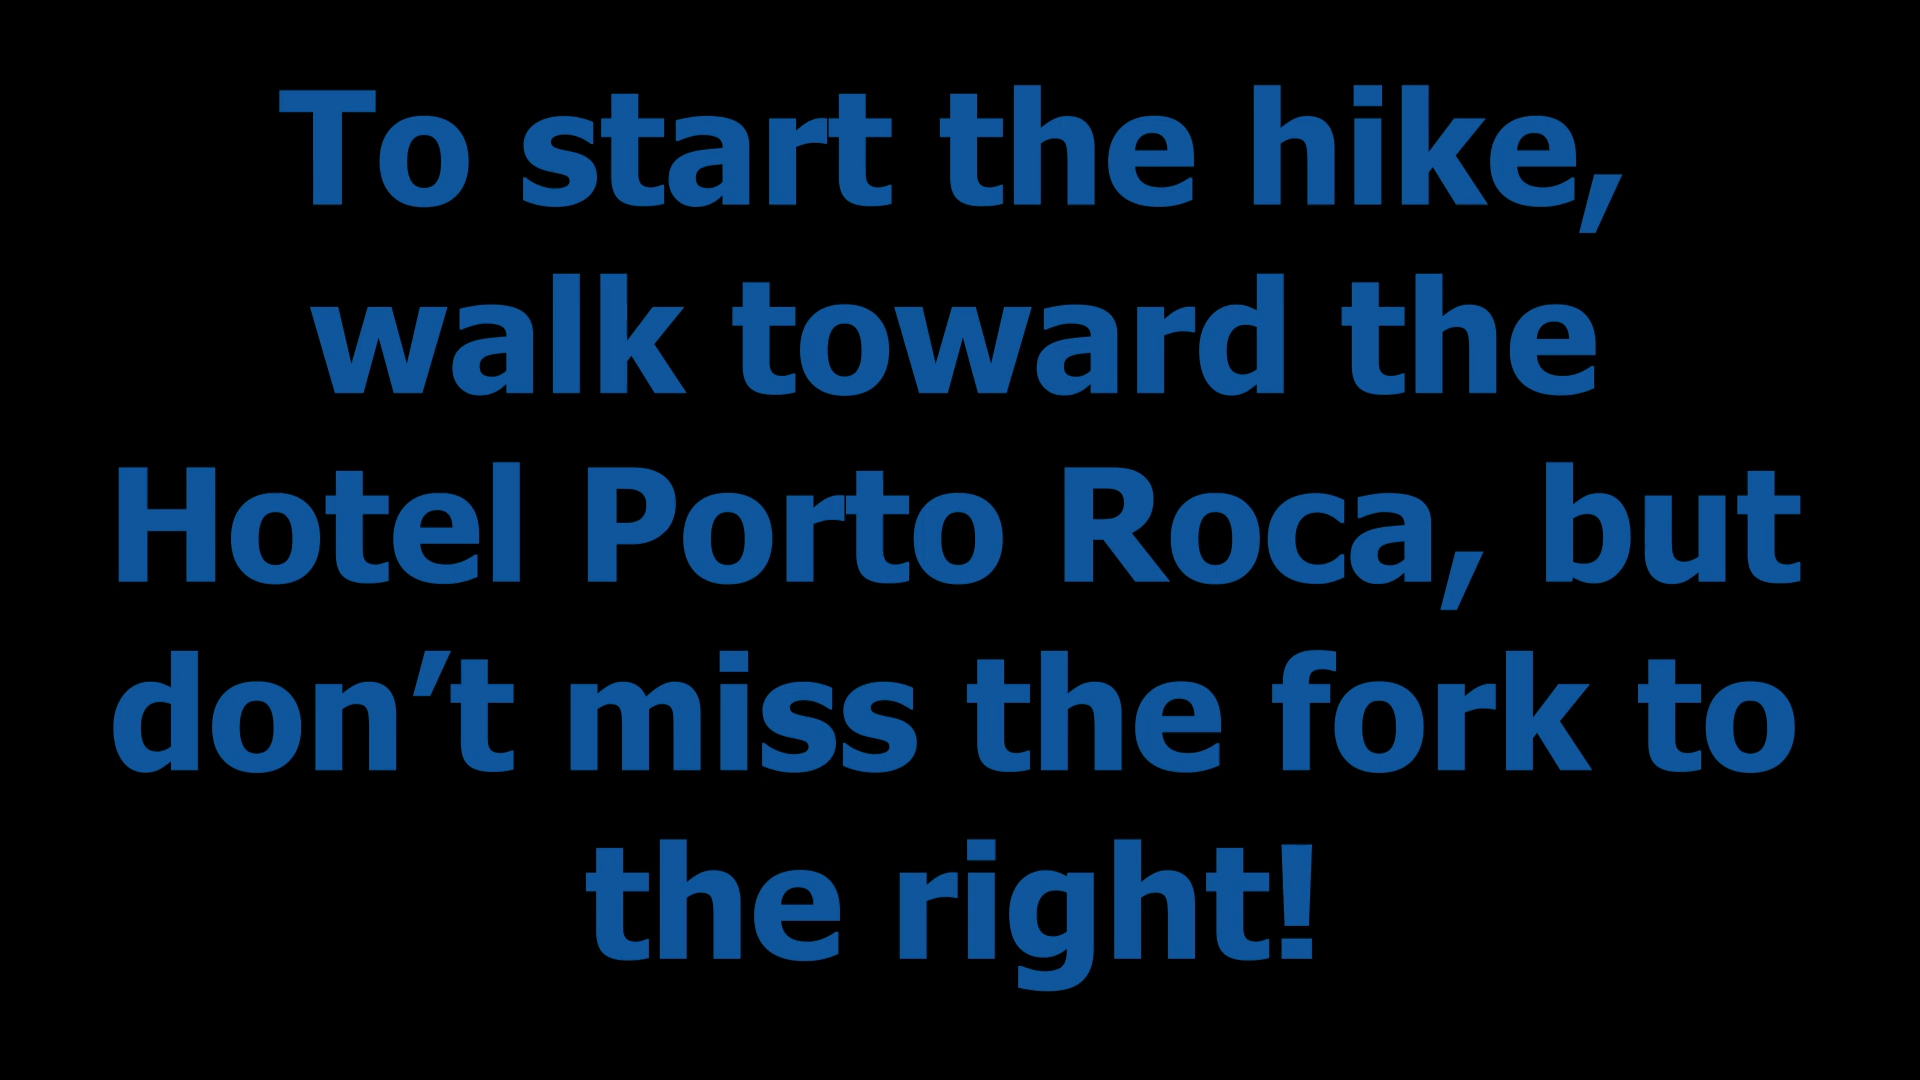 To start the hike,
walk toward the
Hotel Porto Roca, but
don’t miss the fork to
the right!